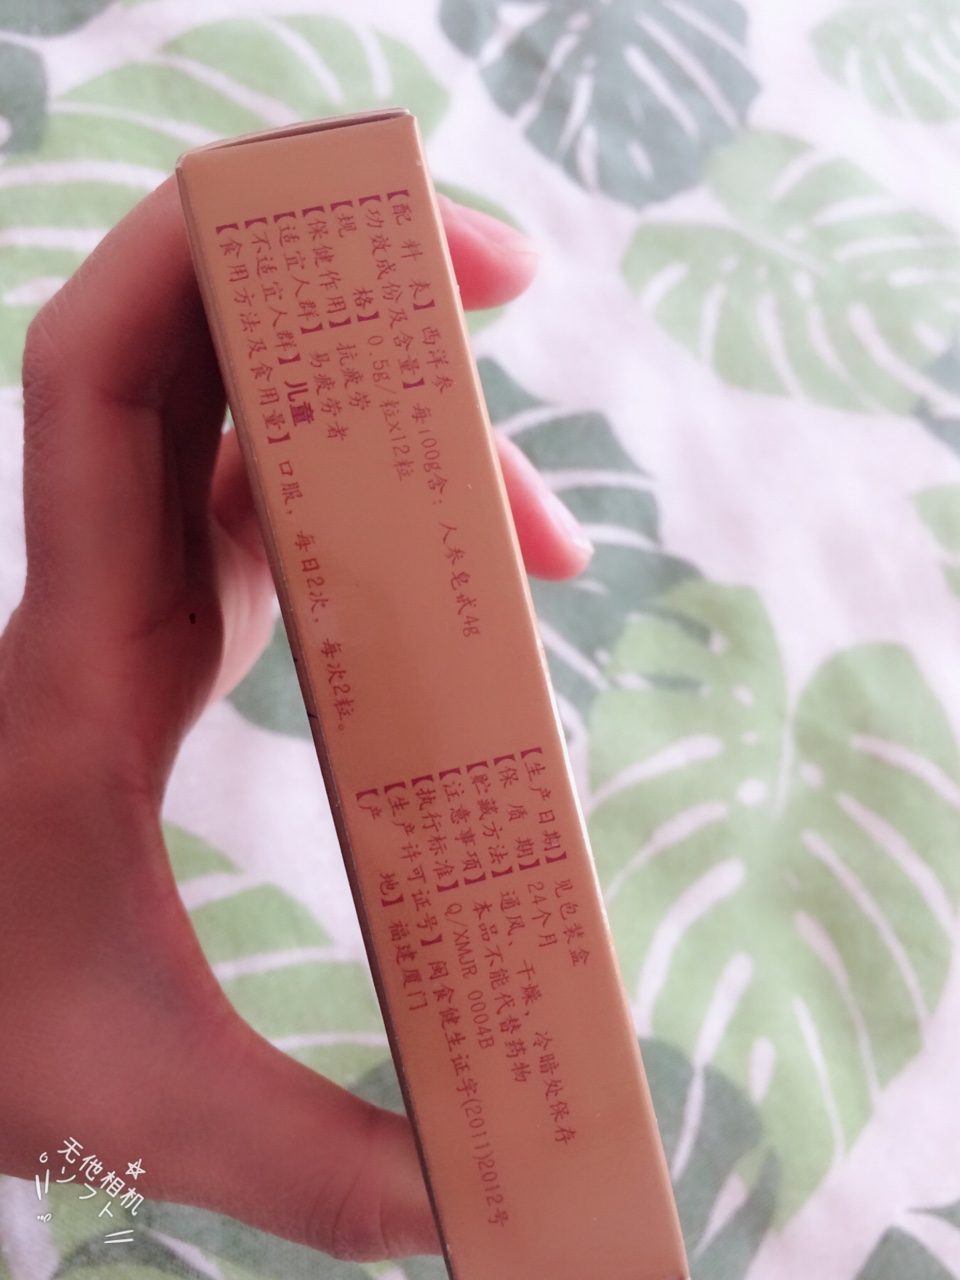 【配料表】西洋参
【功效成份及含量】每100g含：人参皂甙4g
【规格】0.5g/粒X12粒
【保健作用】抗疲劳
【适宜人群】易疲劳者
【不适宜人群】儿童
【食用方法及食用量】口服，每日2次，每次2粒。
【生产日期】见包装盒
【保质期】24个月
【贮藏方法】通风、干燥、冷暗处保存
【注意事项】本品不能代替药物
【执行标准】Q/XMJR 0004B
【生产许可证号】闽食健生证字(2011)2012号
【产地】福建厦门
无他相机